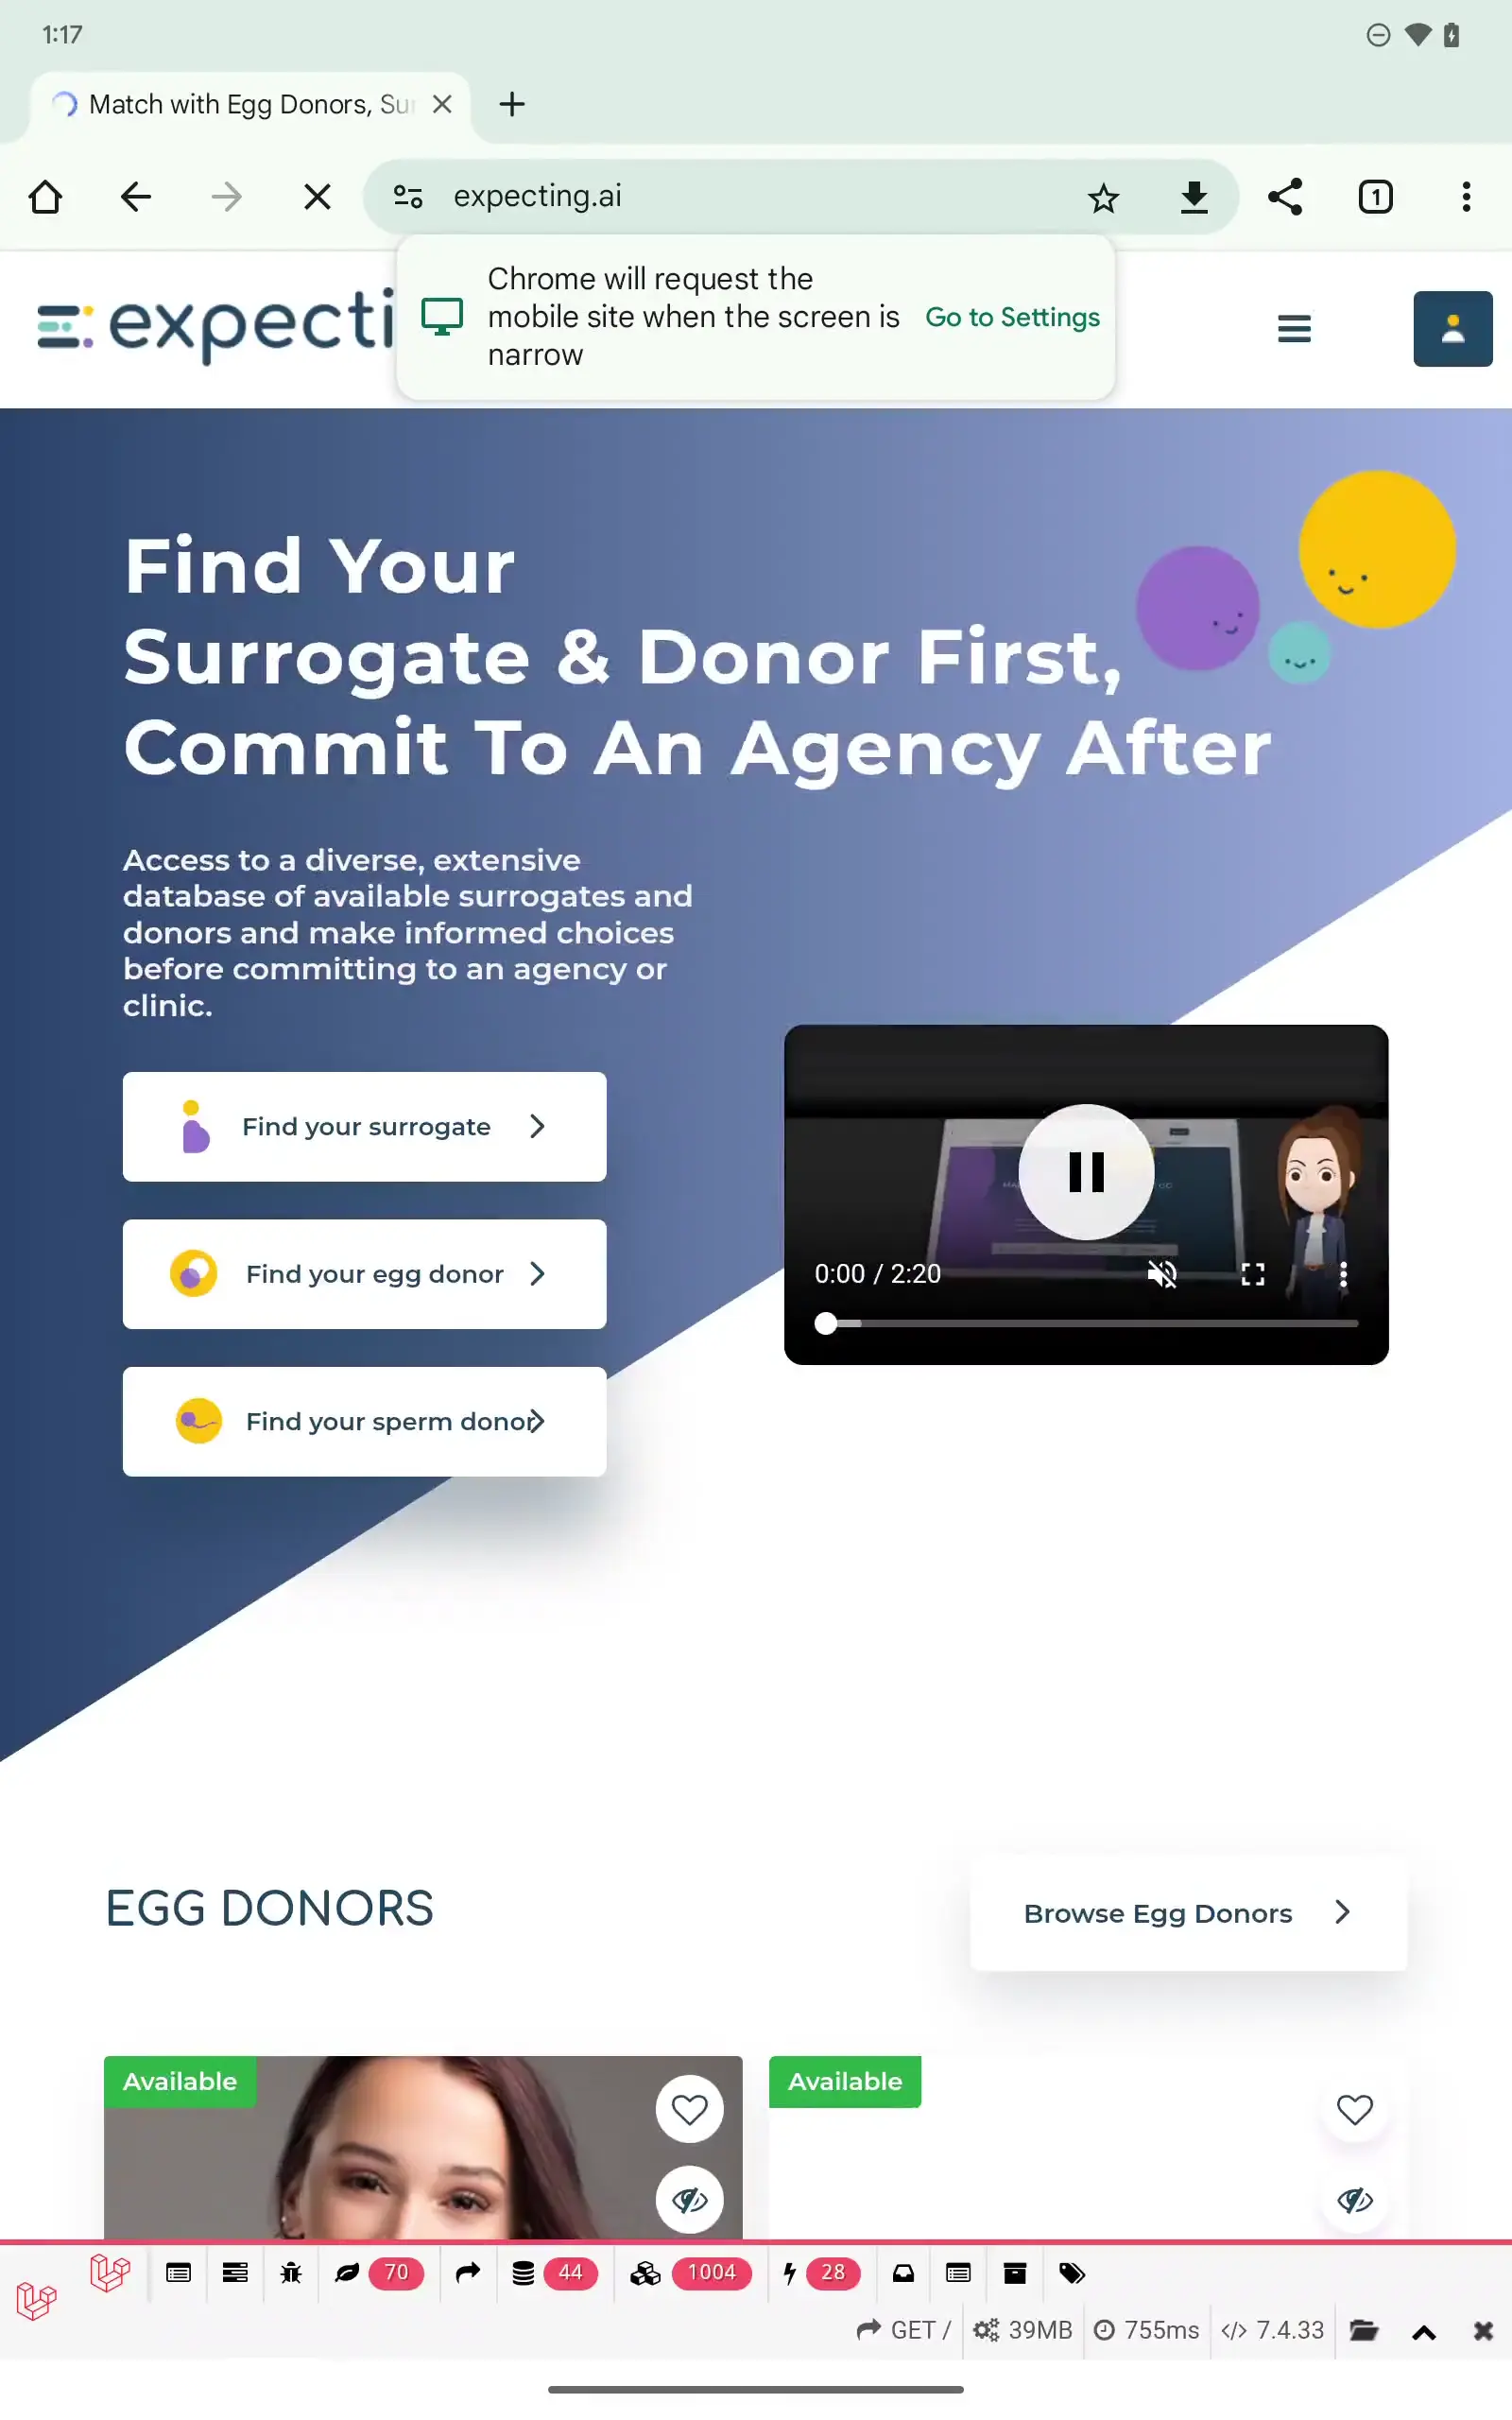 1:17
Match with Egg Donors, Su
expecting.ai
1
Chrome will request the
mobile site when the screen is
narrow
Go to Settings
expecti
Find Your
Surrogate & Donor First,
Commit To An Agency After
Access to a diverse, extensive
database of available surrogates and
donors and make informed choices
before committing to an agency or
clinic.
Find your surrogate
Find your egg donor
Find your sperm donor
0:00 / 2:20
EGG DONORS
Browse Egg Donors
Available
Available
70
44
1004
28
GET /
39MB
755ms
7.4.33